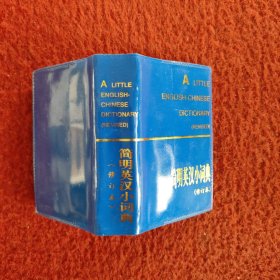 A LITTLE
ENGLISH-
CHINESE
DICTIONARY
(REVISED)
简明英汉小词典
(修订本)
A LITTLE
ENGLISH-CHINESE
DICTIONARY
(REVISED)
简明英汉小词典
(修订本)